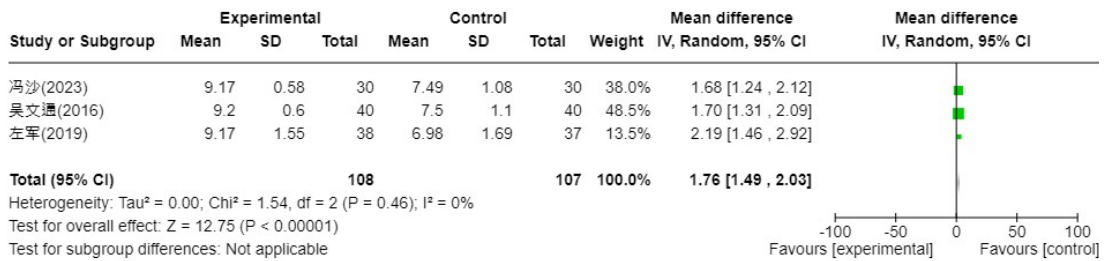 Experimental Control Mean difference Mean difference
Study or Subgroup Mean SD Total Mean SD Total Weight IV, Random, 95% CI IV, Random, 95% CI
冯沙(2023) 9.17 0.58 30 7.49 1.08 30 38.0% 1.68 [1.24 , 2.12]
吴文通(2016) 9.2 0.6 40 7.5 1.1 40 48.5% 1.70 [1.31 , 2.09]
左军(2019) 9.17 1.55 38 6.98 1.69 37 13.5% 2.19 [1.46 , 2.92]
Total (95% CI) 108 107 100.0% 1.76 [1.49 , 2.03]
Heterogeneity: Tau² = 0.00; Chi² = 1.54, df = 2 (P = 0.46); I² = 0%
Test for overall effect: Z = 12.75 (P < 0.00001)
Test for subgroup differences: Not applicable
-100 -50 0 50 100
Favours [experimental] Favours [control]